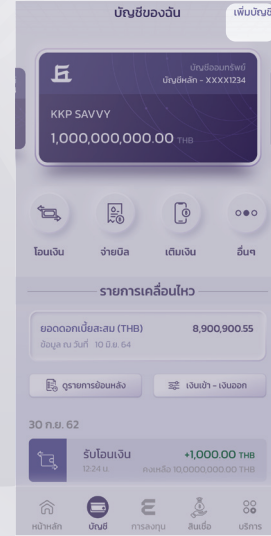 บัญชีของฉัน
เพิ่มบัญชี
บัญชีออมทรัพย์
บัญชีหลัก - XXXX1234
KKP SAVVY
1,000,000,000.00 THB
โอนเงิน จ่ายบิล เติมเงิน อื่นๆ
รายการเคลื่อนไหว
ยอดดอกเบี้ยสะสม (THB) 8,900,900.55
ข้อมูล ณ วันที่ 10 มิ.ย. 64
ดูรายการย้อนหลัง เงินเข้า - เงินออก
30 ก.ย. 62
รับโอนเงิน +1,000.00 THB
12:24 น. คงเหลือ 10,0000,000.00 THB
หน้าหลัก บัญชี การลงทุน สินเชื่อ บริการ